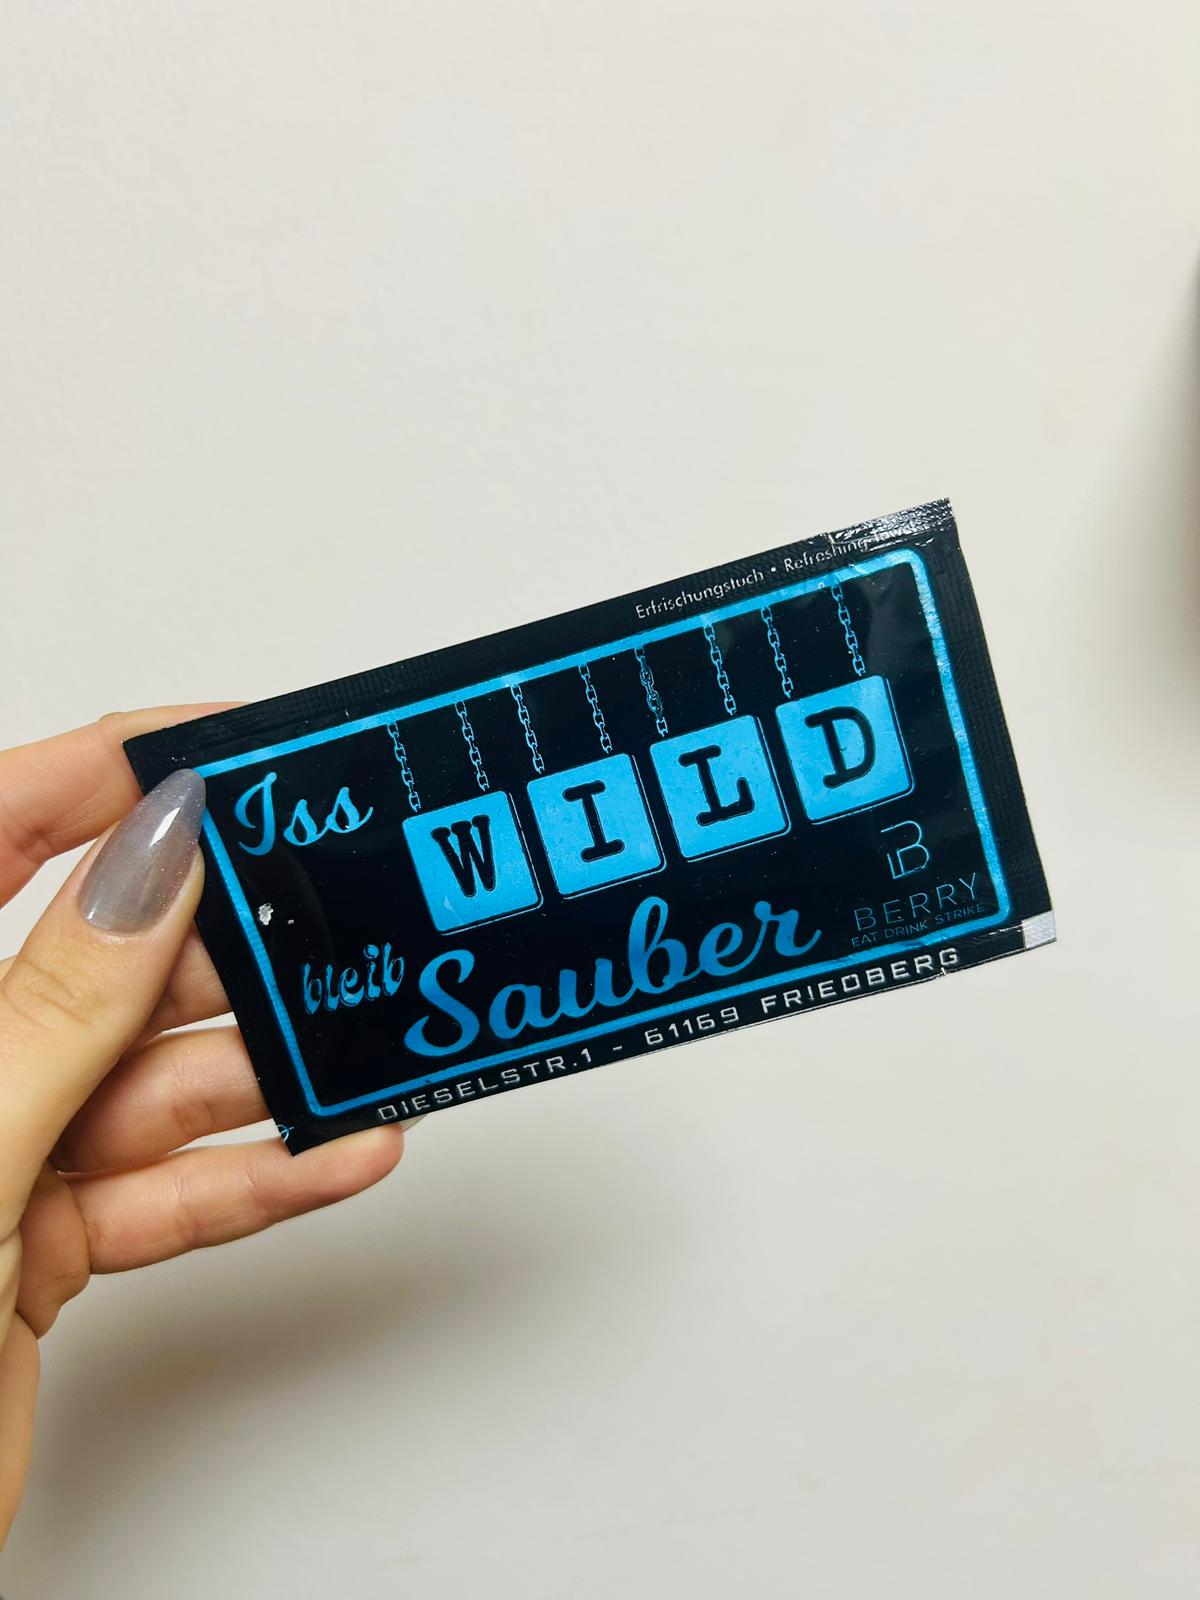 Erfrischungstuch • Refreshing Towel
Iss WILD
bleib Sauber
B
BERRY
EAT DRINK STRIKE
DIESELSTR.1 - 61169 FRIEDBERG